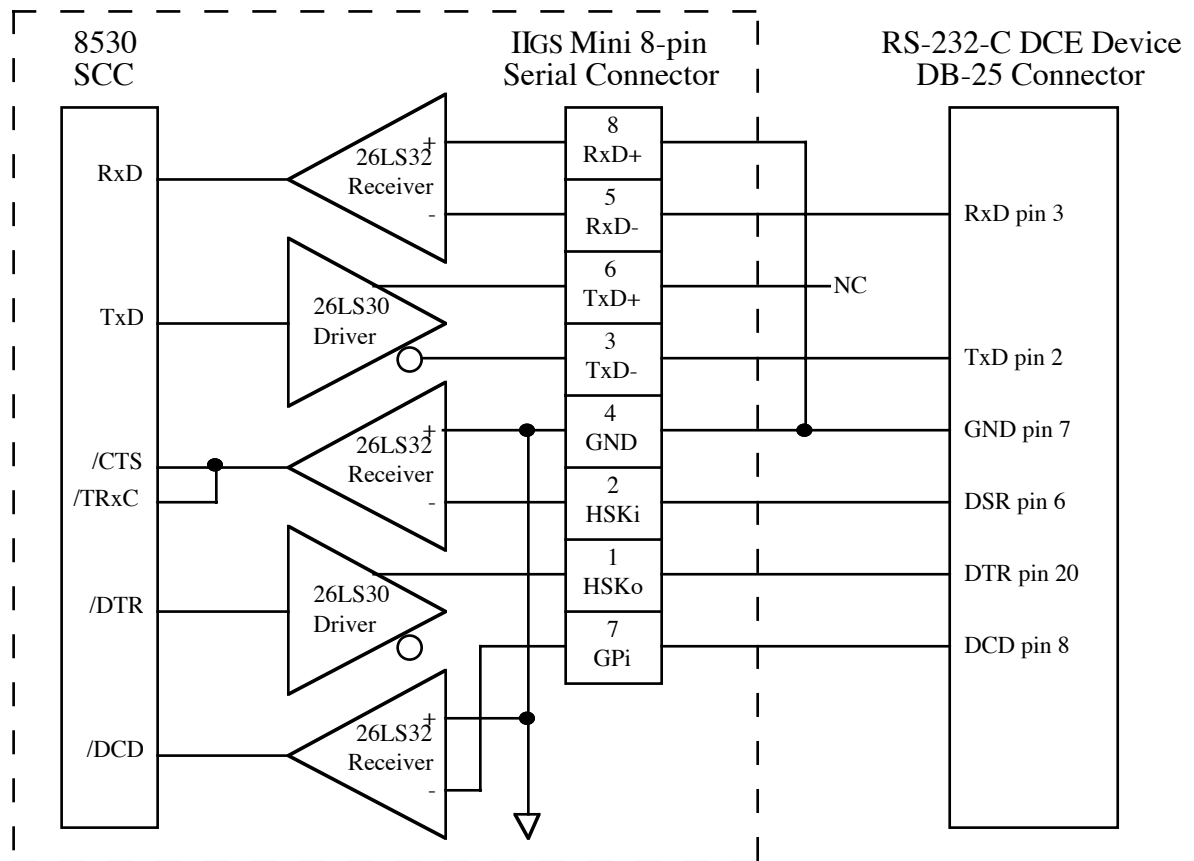 8530
SCC
IIGS Mini 8-pin
Serial Connector
RS-232-C DCE Device
DB-25 Connector
RxD
26LS32
Receiver
+
-
8
RxD+
5
RxD-
RxD pin 3
TxD
26LS30
Driver
6
TxD+
NC
3
TxD-
TxD pin 2
/CTS
/TRxC
26LS32
Receiver
+
-
4
GND
GND pin 7
2
HSKi
DSR pin 6
/DTR
26LS30
Driver
1
HSKo
DTR pin 20
7
GPi
DCD pin 8
/DCD
26LS32
Receiver
+
-